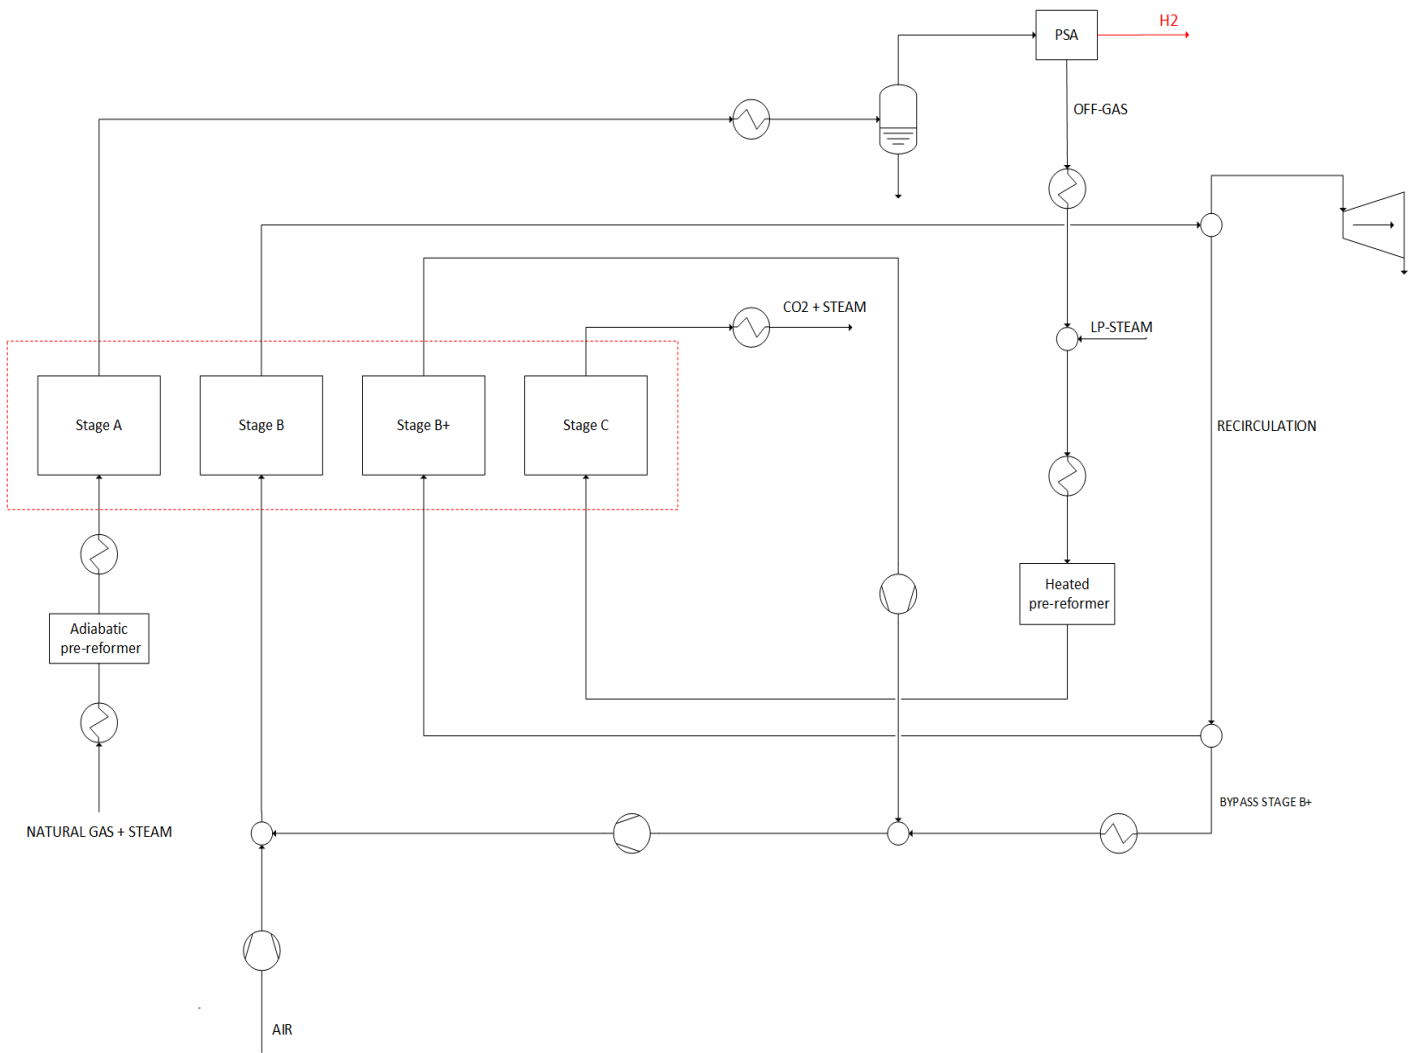 PSA
H2
OFF-GAS
CO2 + STEAM
LP-STEAM
Stage A
Stage B
Stage B+
Stage C
RECIRCULATION
Heated
pre-reformer
Adiabatic
pre-reformer
BYPASS STAGE B+
NATURAL GAS + STEAM
AIR